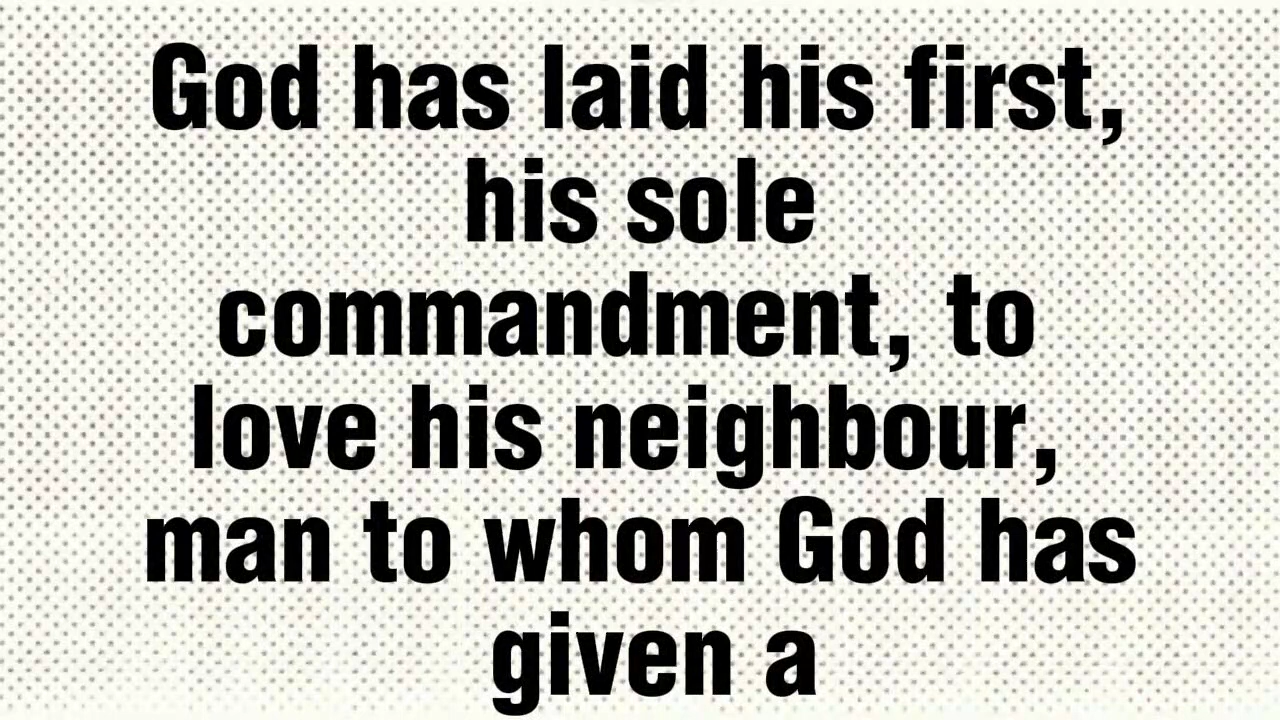 God has laid his first,
his sole
commandment, to
love his neighbour,
man to whom God has
given a